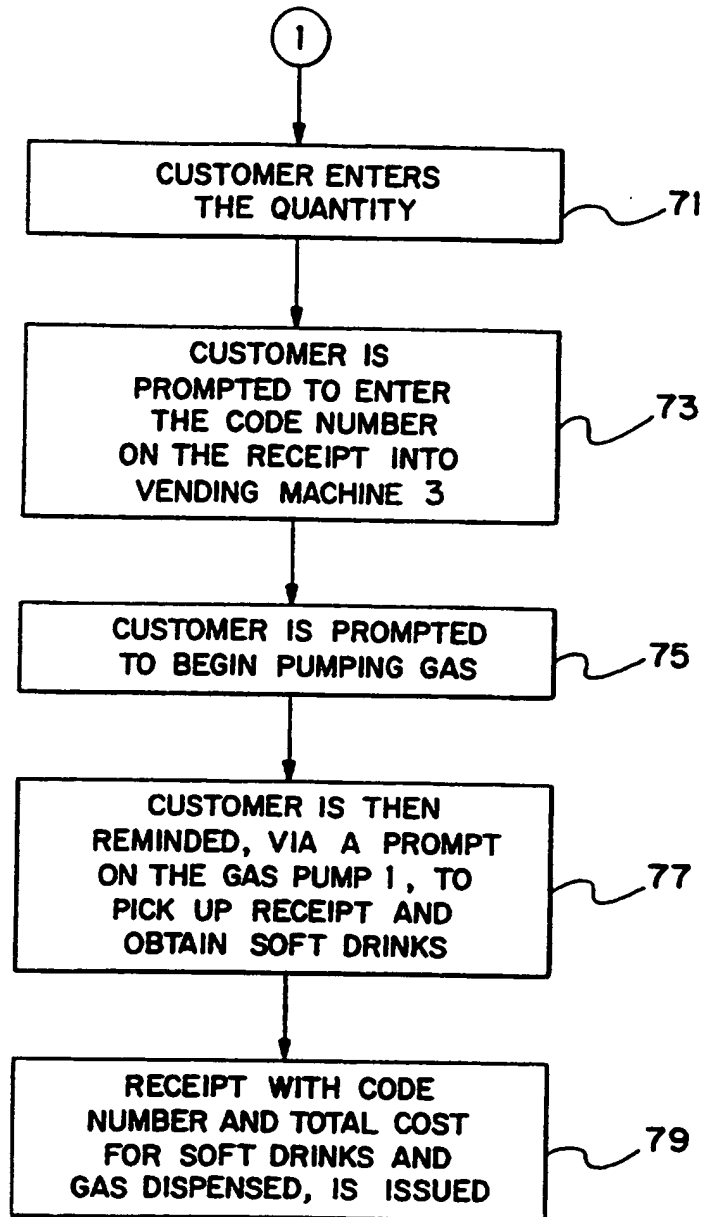 1
CUSTOMER ENTERS
THE QUANTITY
71
CUSTOMER IS
PROMPTED TO ENTER
THE CODE NUMBER
ON THE RECEIPT INTO
VENDING MACHINE 3
73
CUSTOMER IS PROMPTED
TO BEGIN PUMPING GAS
75
CUSTOMER IS THEN
REMINDED, VIA A PROMPT
ON THE GAS PUMP 1, TO
PICK UP RECEIPT AND
OBTAIN SOFT DRINKS
77
RECEIPT WITH CODE
NUMBER AND TOTAL COST
FOR SOFT DRINKS AND
GAS DISPENSED, IS ISSUED
79